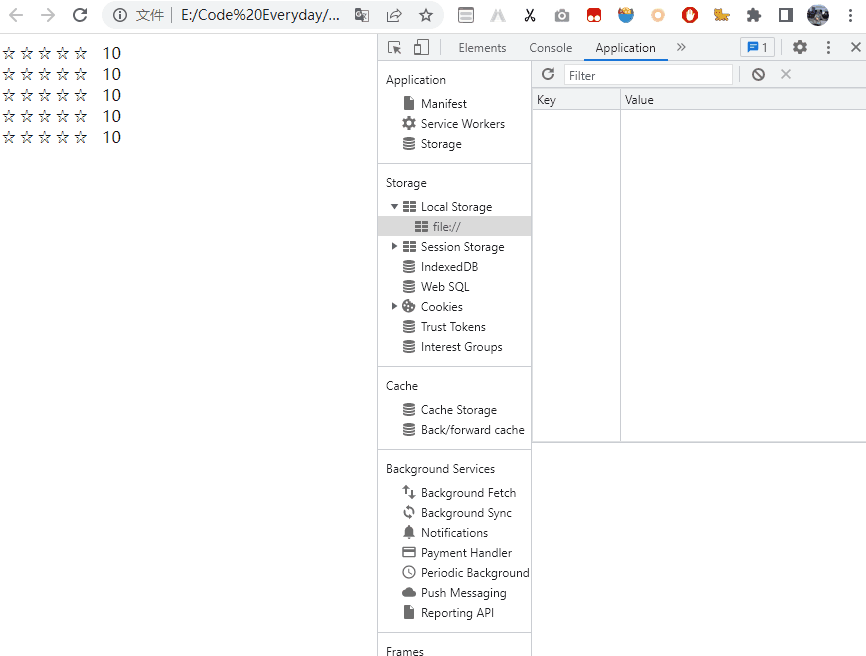 文件 E:/Code%20Everyday/...
☆☆☆☆☆ 10
☆☆☆☆☆ 10
☆☆☆☆☆ 10
☆☆☆☆☆ 10
☆☆☆☆☆ 10
Elements Console Application » 1
Application
Manifest
Service Workers
Storage
Storage
Local Storage
file://
Session Storage
IndexedDB
Web SQL
Cookies
Trust Tokens
Interest Groups
Cache
Cache Storage
Back/forward cache
Background Services
Background Fetch
Background Sync
Notifications
Payment Handler
Periodic Background
Push Messaging
Reporting API
Frames
Filter
Key Value